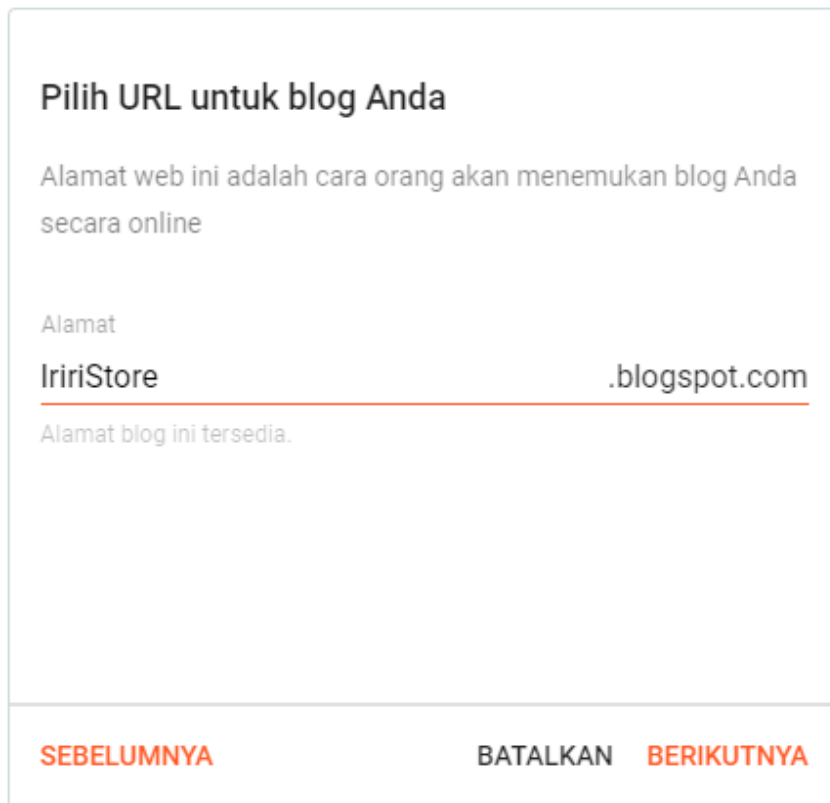 Pilih URL untuk blog Anda
Alamat web ini adalah cara orang akan menemukan blog Anda
secara online
Alamat
IririStore .blogspot.com
Alamat blog ini tersedia.
SEBELUMNYA BATALKAN BERIKUTNYA